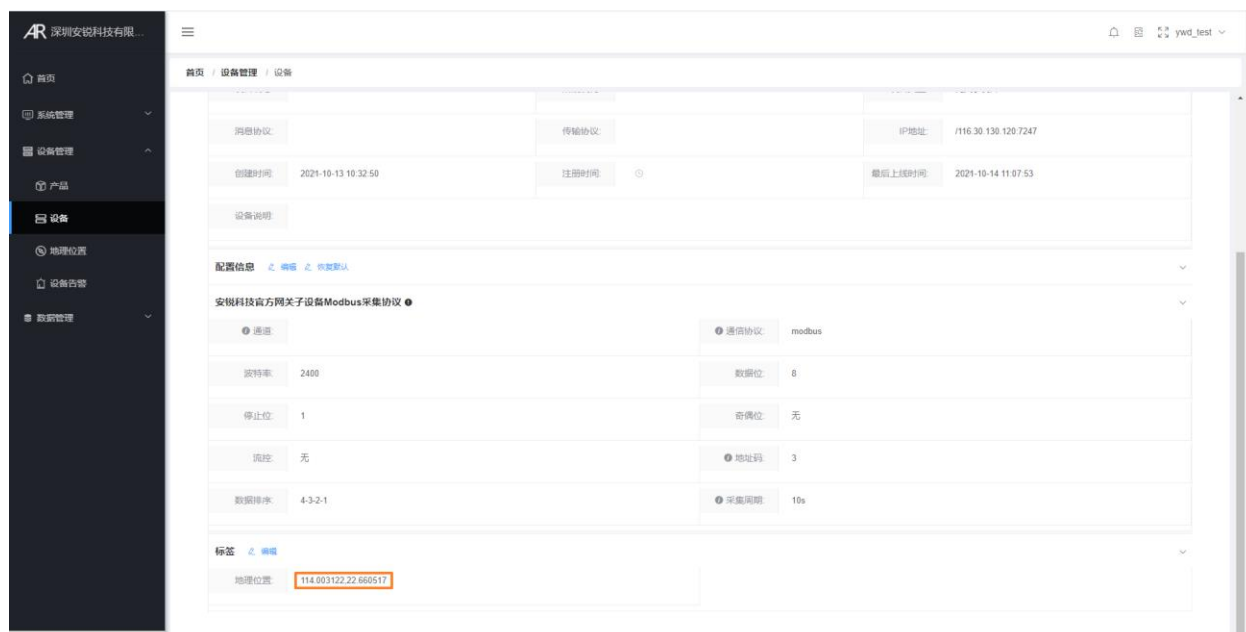 AR 深圳安锐科技有限...
ywd_test
首页
首页 / 设备管理 / 设备
系统管理
消息协议:
传输协议:
IP地址: /116.30.130.120:7247
设备管理
创建时间: 2021-10-13 10:32:50
注册时间:
最后上线时间: 2021-10-14 11:07:53
产品
设备
设备说明:
地理位置
配置信息 编辑 恢复默认
设备告警
安锐科技官方网关子设备Modbus采集协议
数据管理
通道:
通信协议: modbus
波特率: 2400
数据位: 8
停止位: 1
奇偶位: 无
流控: 无
地址码: 3
数据排序: 4-3-2-1
采集周期: 10s
标签 编辑
地理位置: 114.003122,22.660517